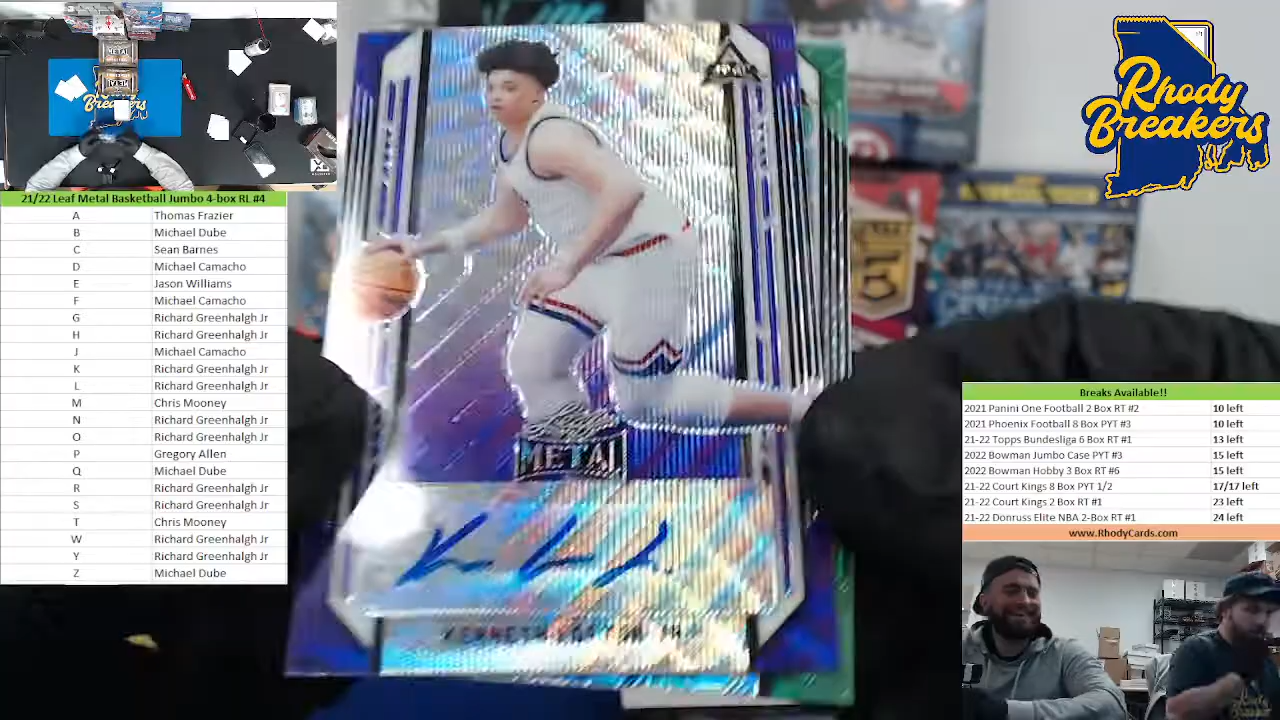 Rhody
Breakers
21/22 Leaf Metal Basketball Jumbo 4-box RL #4
A Thomas Frazier
B Michael Dube
C Sean Barnes
D Michael Camacho
E Jason Williams
F Michael Camacho
G Richard Greenhalgh Jr
H Richard Greenhalgh Jr
J Michael Camacho
K Richard Greenhalgh Jr
L Richard Greenhalgh Jr
M Chris Mooney
N Richard Greenhalgh Jr
O Richard Greenhalgh Jr
P Gregory Allen
Q Michael Dube
R Richard Greenhalgh Jr
S Richard Greenhalgh Jr
T Chris Mooney
W Richard Greenhalgh Jr
Y Richard Greenhalgh Jr
Z Michael Dube
METAL
KENNETH LOFTON JR.
Breaks Available!!
2021 Panini One Football 2 Box RT #2 10 left
2021 Phoenix Football 8 Box PYT #3 10 left
21-22 Topps Bundesliga 6 Box RT #1 13 left
2022 Bowman Jumbo Case PYT #3 15 left
2022 Bowman Hobby 3 Box RT #6 15 left
21-22 Court Kings 8 Box PYT 1/2 17/17 left
21-22 Court Kings 2 Box RT #1 23 left
21-22 Donruss Elite NBA 2-Box RT #1 24 left
www.RhodyCards.com